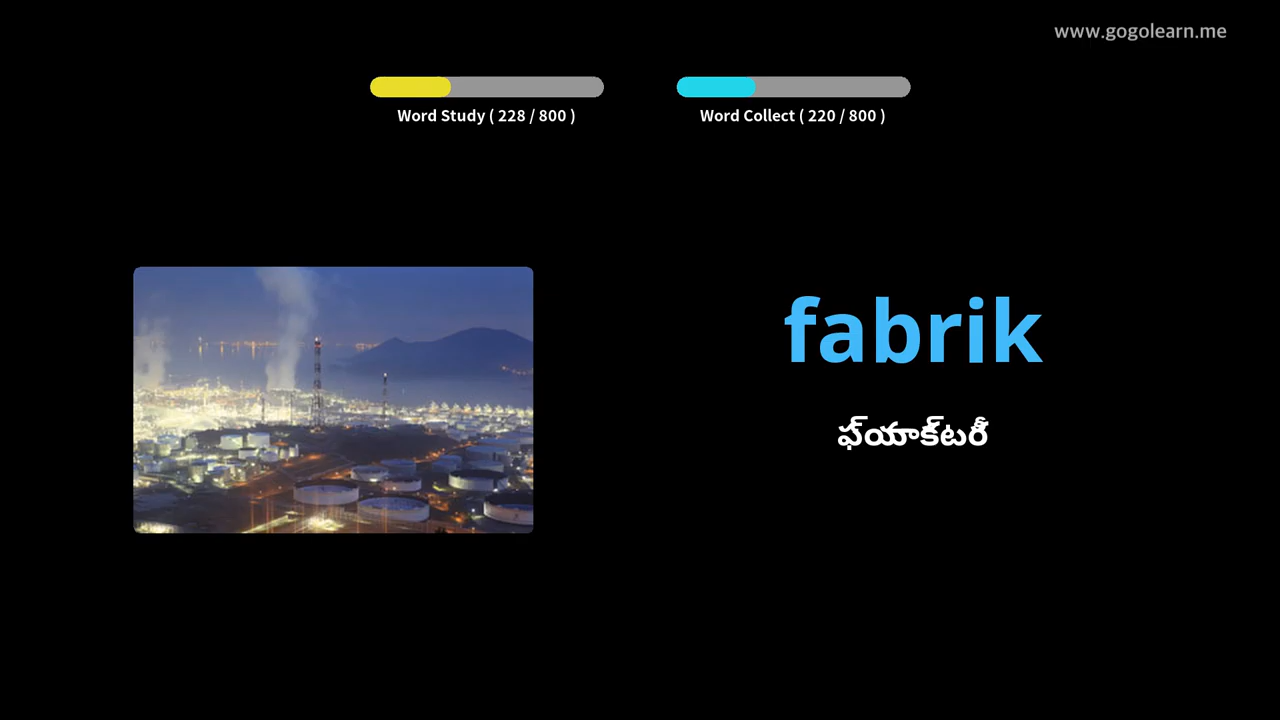 www.gogolearn.me
Word Study ( 228 / 800 )
Word Collect ( 220 / 800 )
fabrik
ఫ్‌యాక్‌టరీ